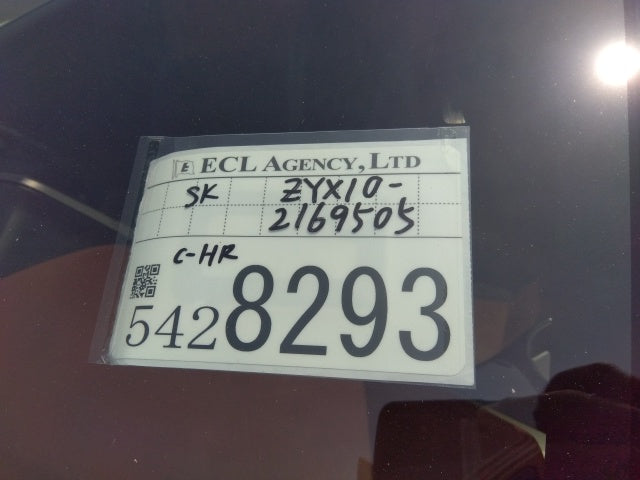 E ECL AGENCY, LTD
SK ZYX10-
2169505
C-HR
5428293